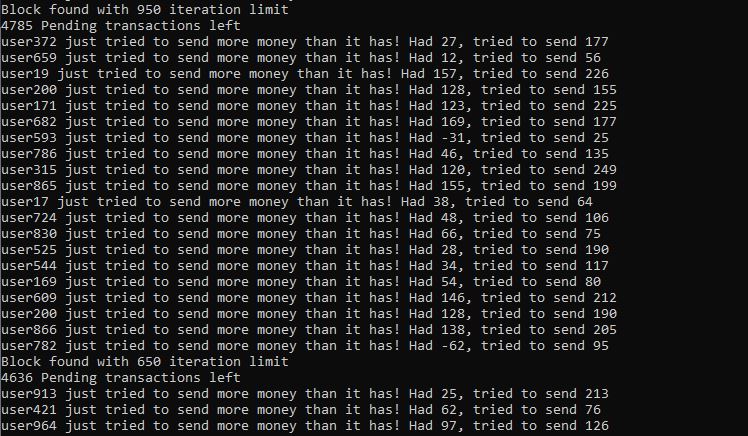 Block found with 950 iteration limit
4785 Pending transactions left
user372 just tried to send more money than it has! Had 27, tried to send 177
user659 just tried to send more money than it has! Had 12, tried to send 56
user19 just tried to send more money than it has! Had 157, tried to send 226
user200 just tried to send more money than it has! Had 128, tried to send 155
user171 just tried to send more money than it has! Had 123, tried to send 225
user682 just tried to send more money than it has! Had 169, tried to send 177
user593 just tried to send more money than it has! Had -31, tried to send 25
user786 just tried to send more money than it has! Had 46, tried to send 135
user315 just tried to send more money than it has! Had 120, tried to send 249
user865 just tried to send more money than it has! Had 155, tried to send 199
user17 just tried to send more money than it has! Had 38, tried to send 64
user724 just tried to send more money than it has! Had 48, tried to send 106
user830 just tried to send more money than it has! Had 66, tried to send 75
user525 just tried to send more money than it has! Had 28, tried to send 190
user544 just tried to send more money than it has! Had 34, tried to send 117
user169 just tried to send more money than it has! Had 54, tried to send 80
user609 just tried to send more money than it has! Had 146, tried to send 212
user200 just tried to send more money than it has! Had 128, tried to send 190
user866 just tried to send more money than it has! Had 138, tried to send 205
user782 just tried to send more money than it has! Had -62, tried to send 95
Block found with 650 iteration limit
4636 Pending transactions left
user913 just tried to send more money than it has! Had 25, tried to send 213
user421 just tried to send more money than it has! Had 62, tried to send 76
user964 just tried to send more money than it has! Had 97, tried to send 126